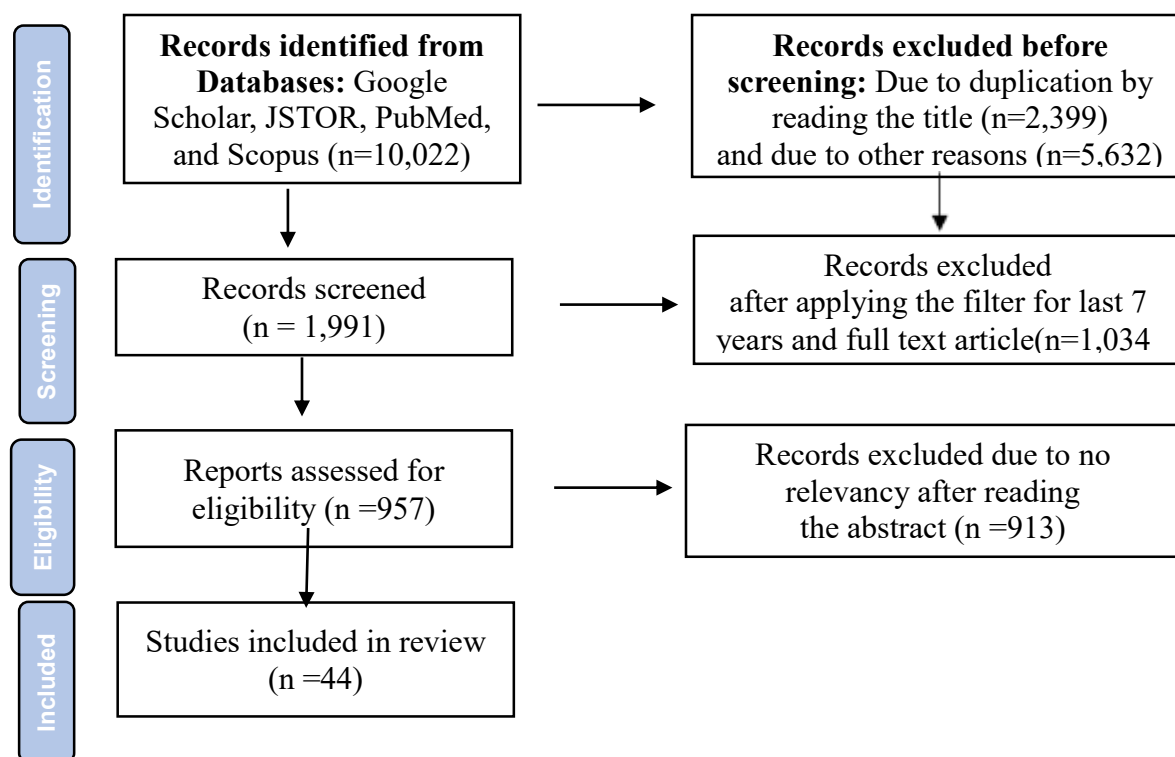 Identification
Records identified from
Databases: Google
Scholar, JSTOR, PubMed,
and Scopus (n=10,022)
Records excluded before
screening: Due to duplication by
reading the title (n=2,399)
and due to other reasons (n=5,632)
Screening
Records screened
(n = 1,991)
Records excluded
after applying the filter for last 7
years and full text article(n=1,034
Eligibility
Reports assessed for
eligibility (n =957)
Records excluded due to no
relevancy after reading
the abstract (n =913)
Included
Studies included in review
(n =44)